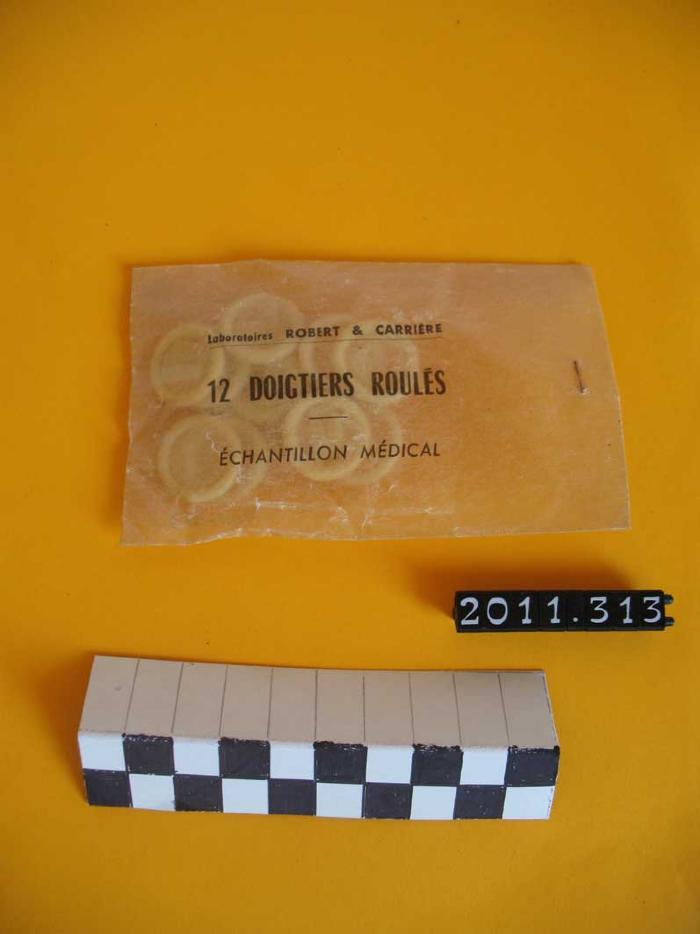 Laboratoires ROBERT & CARRIÈRE
12 DOIGTIERS ROULÉS
ÉCHANTILLON MÉDICAL
2011.313